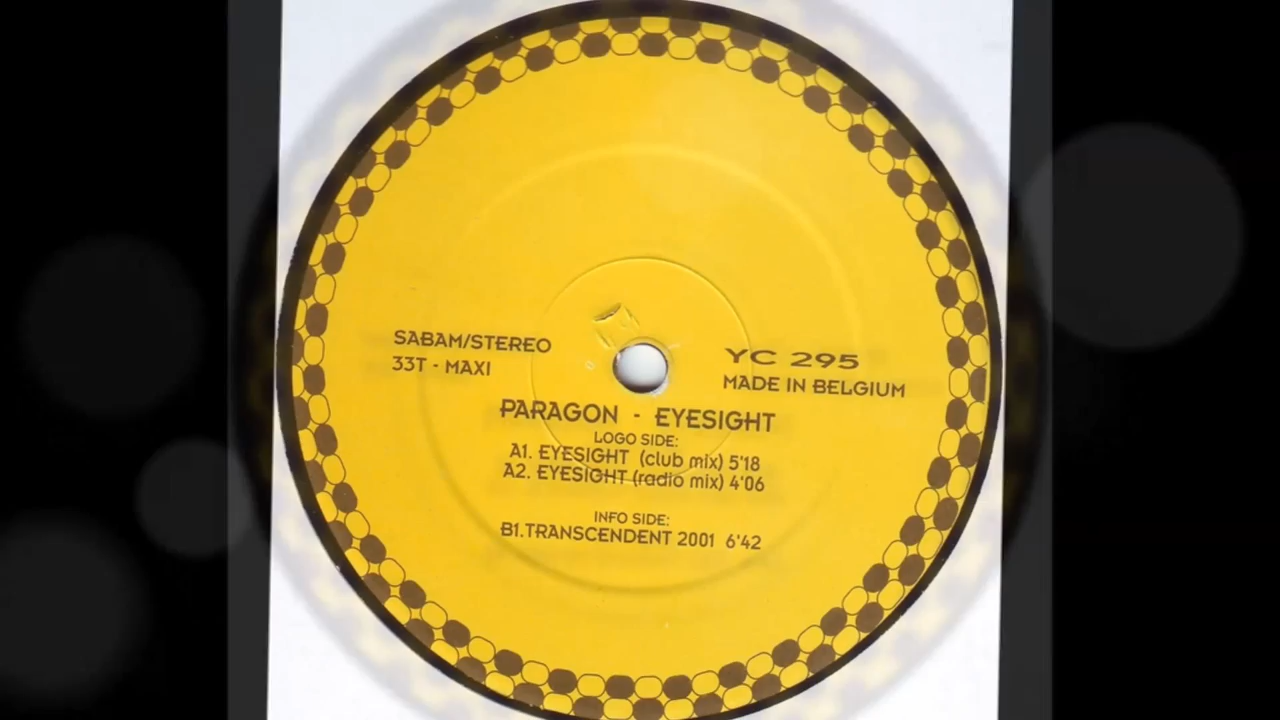 SABAM/STEREO
33T - MAXI
YC 295
MADE IN BELGIUM
PARAGON - EYESIGHT
LOGO SIDE:
A1. EYESIGHT (club mix) 5'18
A2. EYESIGHT (radio mix) 4'06
INFO SIDE:
B1.TRANSCENDENT 2001 6'42